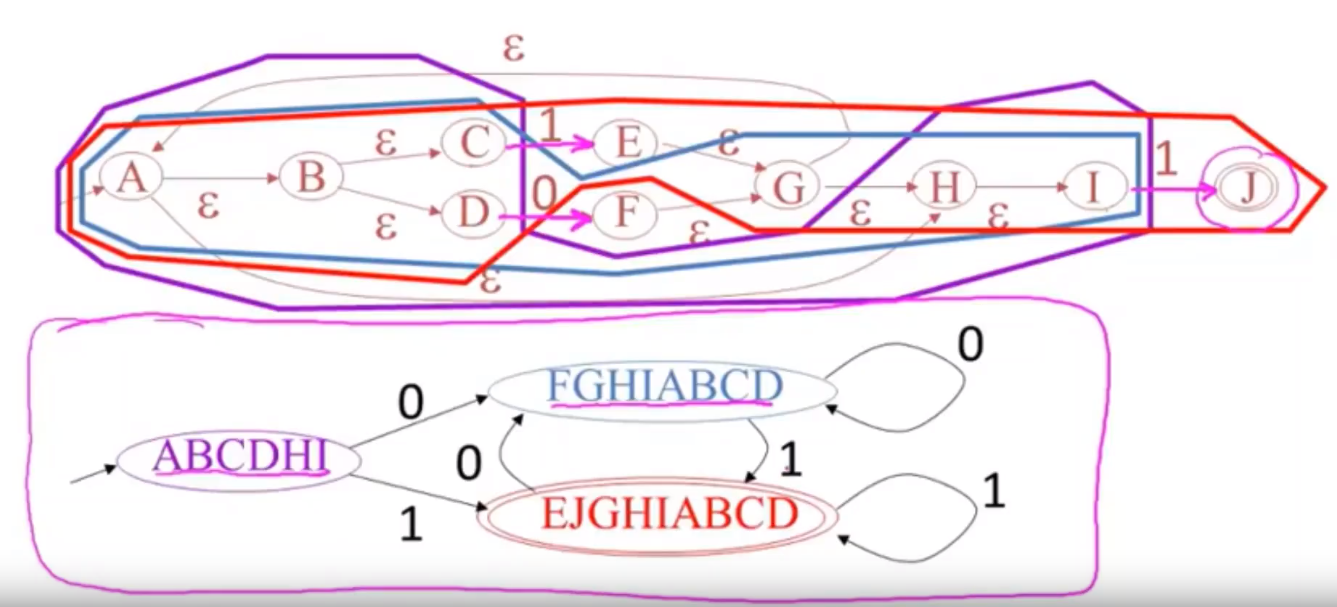 ε
ε C 1 E ε
A B G H I 1 J
ε ε D 0 F ε ε ε
ε
0 FGHIABCD 0
ABCDHI 0 1
1 EJGHIABCD 1